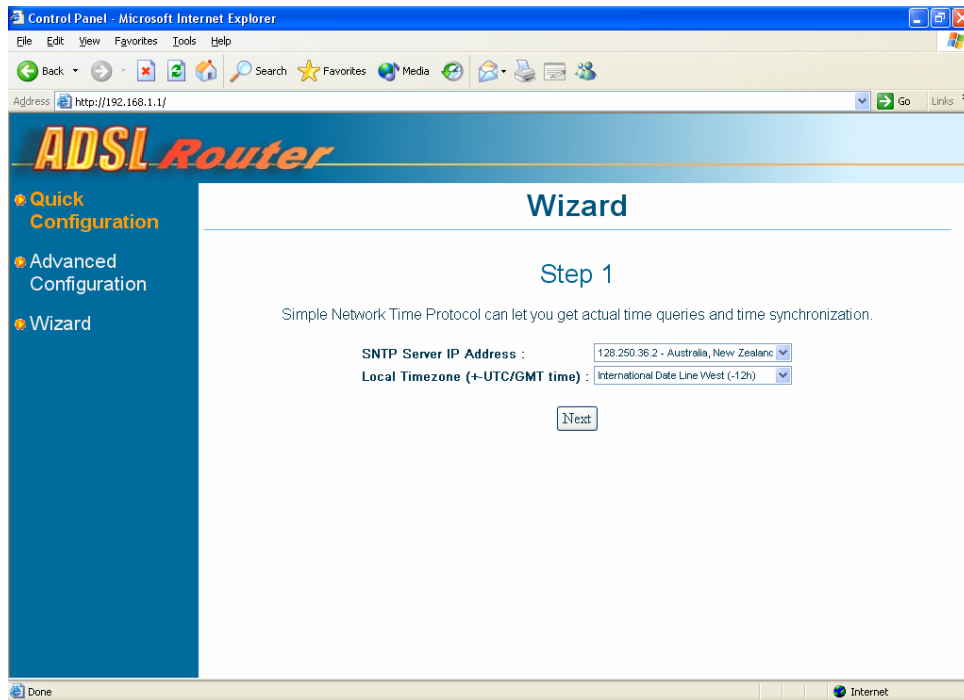 Control Panel - Microsoft Internet Explorer
File Edit View Favorites Tools Help
Back Search Favorites Media
Address http://192.168.1.1/ Go Links
ADSL Router
Quick
Configuration
Advanced
Configuration
Wizard
Wizard
Step 1
Simple Network Time Protocol can let you get actual time queries and time synchronization.
SNTP Server IP Address : 128.250.36.2 - Australia, New Zealanc
Local Timezone (+-UTC/GMT time) : International Date Line West (-12h)
Next
Done Internet